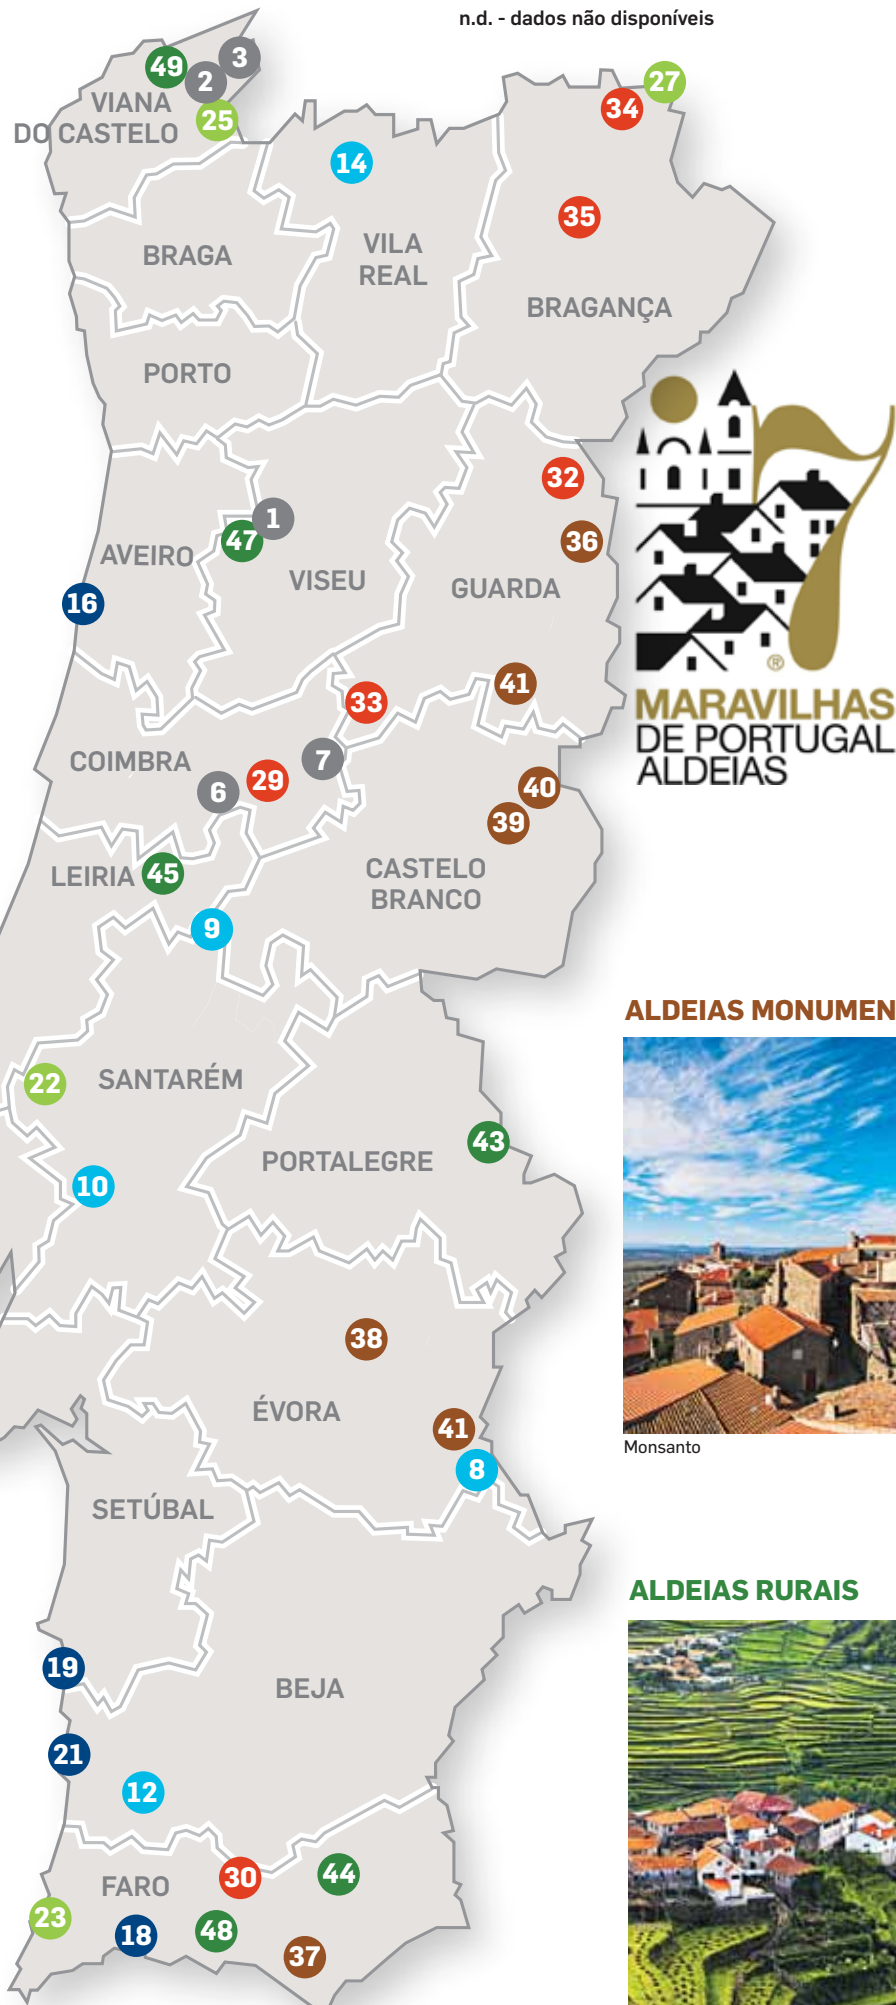 n.d. - dados não disponíveis
3
49
2
27
VIANA
DO CASTELO
25
34
14
35
BRAGA
VILA
REAL
BRAGANÇA
PORTO
32
1
47
36
AVEIRO
VISEU
GUARDA
16
41
33
®
MARAVILHAS
DE PORTUGAL
ALDEIAS
COIMBRA
7
29
6
40
39
LEIRIA
45
CASTELO
BRANCO
9
ALDEIAS MONUMEN
22
SANTARÉM
43
PORTALEGRE
10
38
ÉVORA
41
8
Monsanto
SETÚBAL
ALDEIAS RURAIS
19
BEJA
21
12
FARO
30
44
23
18
48
37